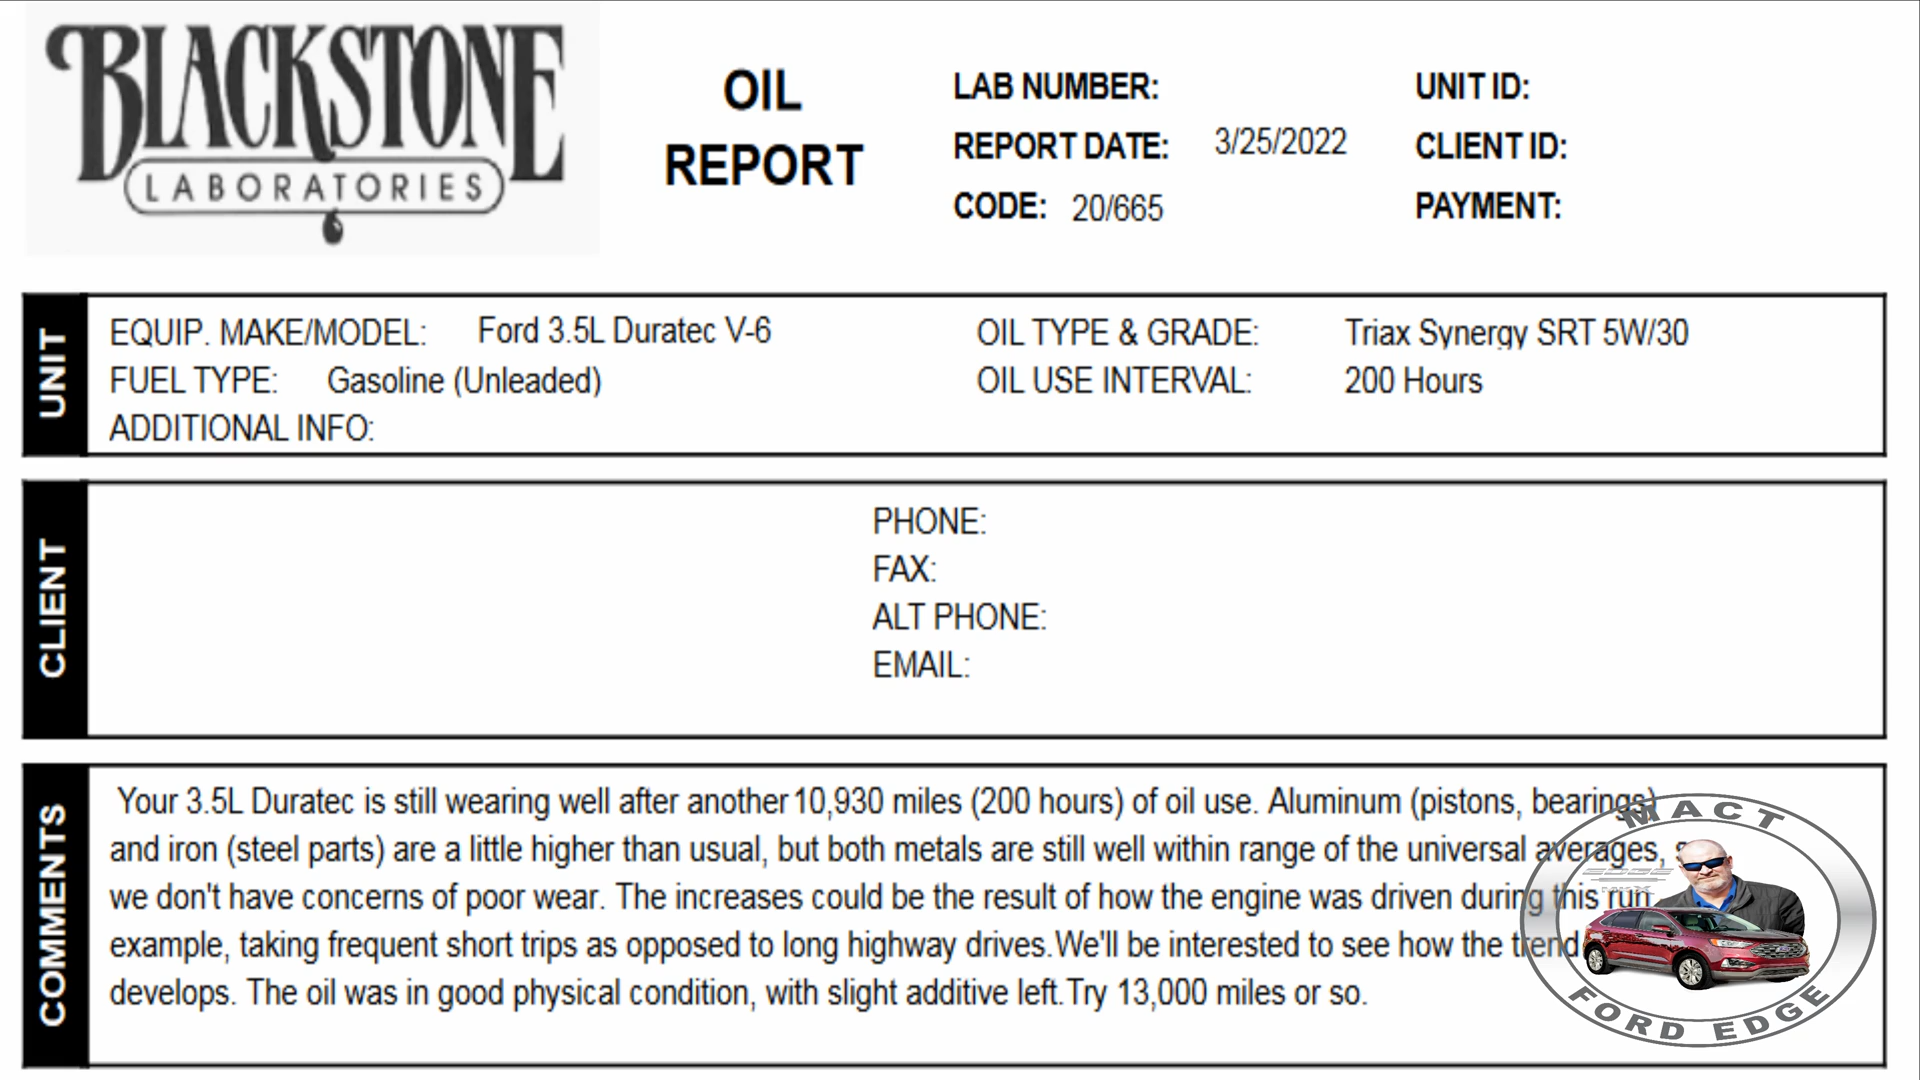 BLACKSTONE
LABORATORIES
OIL
REPORT
LAB NUMBER:
REPORT DATE: 3/25/2022
CODE: 20/665
UNIT ID:
CLIENT ID:
PAYMENT:
UNIT
EQUIP. MAKE/MODEL: Ford 3.5L Duratec V-6
FUEL TYPE: Gasoline (Unleaded)
ADDITIONAL INFO:
OIL TYPE & GRADE: Triax Synergy SRT 5W/30
OIL USE INTERVAL: 200 Hours
CLIENT
PHONE:
FAX:
ALT PHONE:
EMAIL:
COMMENTS
Your 3.5L Duratec is still wearing well after another 10,930 miles (200 hours) of oil use. Aluminum (pistons, bearings)
and iron (steel parts) are a little higher than usual, but both metals are still well within range of the universal averages,
we don't have concerns of poor wear. The increases could be the result of how the engine was driven during this run
example, taking frequent short trips as opposed to long highway drives.We'll be interested to see how the trend
develops. The oil was in good physical condition, with slight additive left.Try 13,000 miles or so.
MACT
FORD EDGE